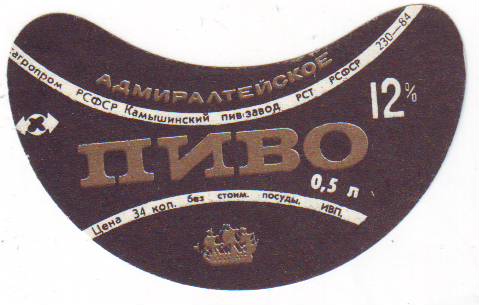 АДМИРАЛТЕЙСКОЕ
агропром РСФСР Камышинский пив.завод РСТ РСФСР 230—84
12%
ПИВО
0,5 л
Цена 34 коп. без стоим. посуды. ИВП.